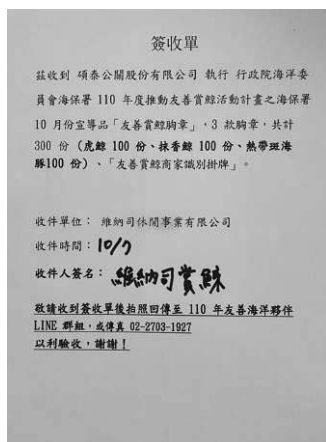 簽收單
茲收到 碩泰公關股份有限公司 執行 行政院海洋委
員會海保署 110 年度推動友善賞鯨活動計畫之海保署
10 月份宣導品「友善賞鯨胸章」，3 款胸章，共計
300 份 (虎鯨 100 份、抹香鯨 100 份、熱帶斑海
豚100 份)、「友善賞鯨商家識別掛牌」。
收件單位： 維納司休閒事業有限公司
收件時間：10/7
收件人簽名：維納司賞鯨
敬請收到簽收單後拍照回傳至 110 年友善海洋夥伴
LINE 群組，或傳真 02-2703-1927
以利驗收，謝謝！